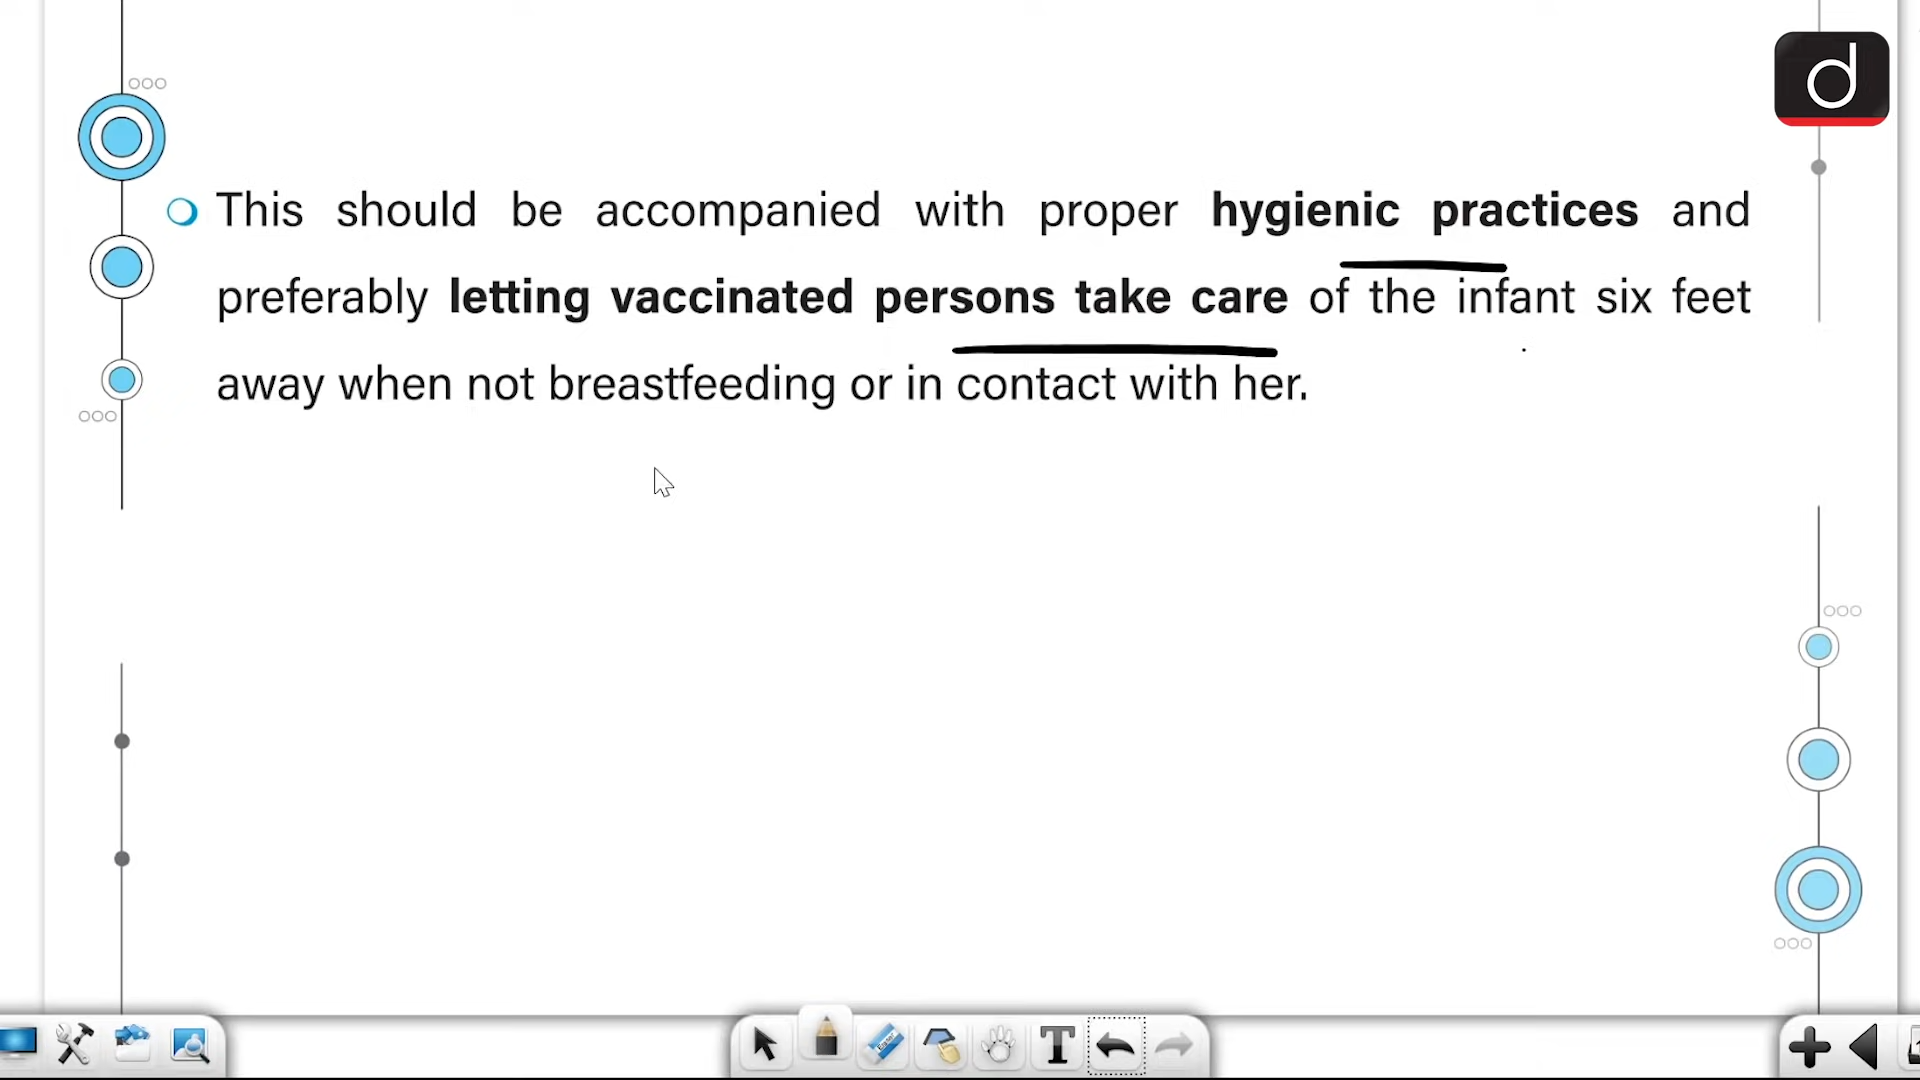 d
This should be accompanied with proper hygienic practices and
preferably letting vaccinated persons take care of the infant six feet
away when not breastfeeding or in contact with her.
Eraser
T